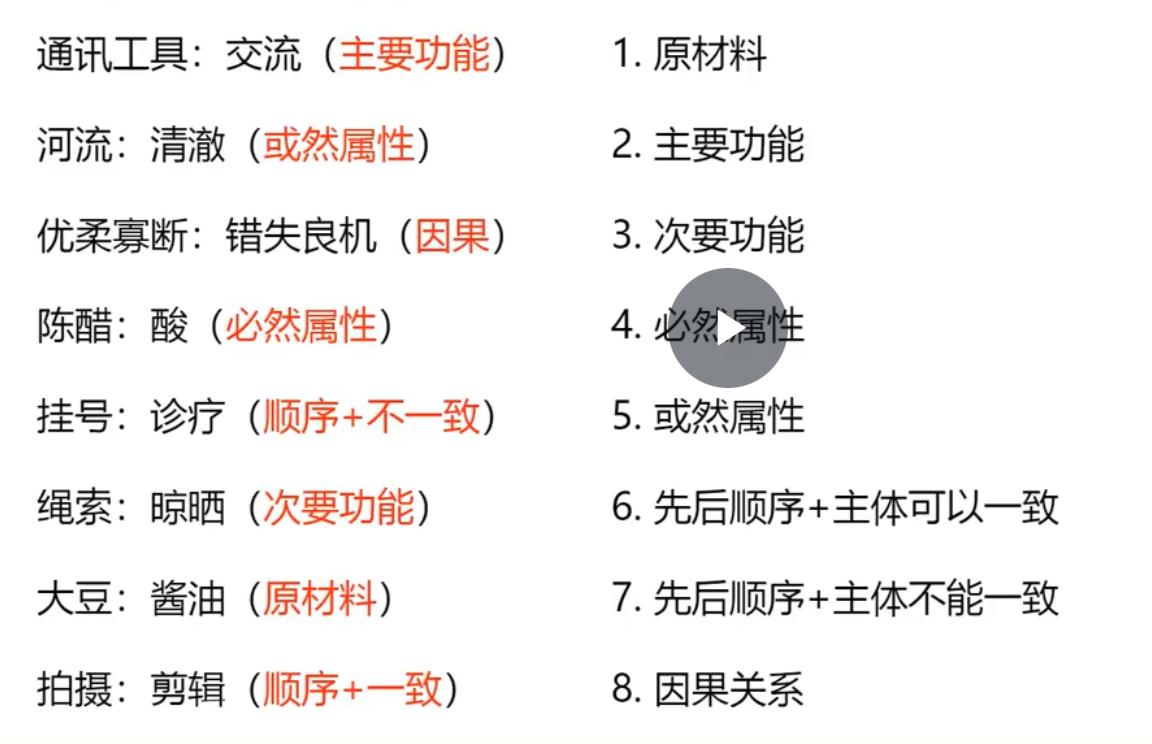 通讯工具：交流（主要功能）
河流：清澈（或然属性）
优柔寡断：错失良机（因果）
陈醋：酸（必然属性）
挂号：诊疗（顺序+不一致）
绳索：晾晒（次要功能）
大豆：酱油（原材料）
拍摄：剪辑（顺序+一致）
1. 原材料
2. 主要功能
3. 次要功能
4. 必然属性
5. 或然属性
6. 先后顺序+主体可以一致
7. 先后顺序+主体不能一致
8. 因果关系